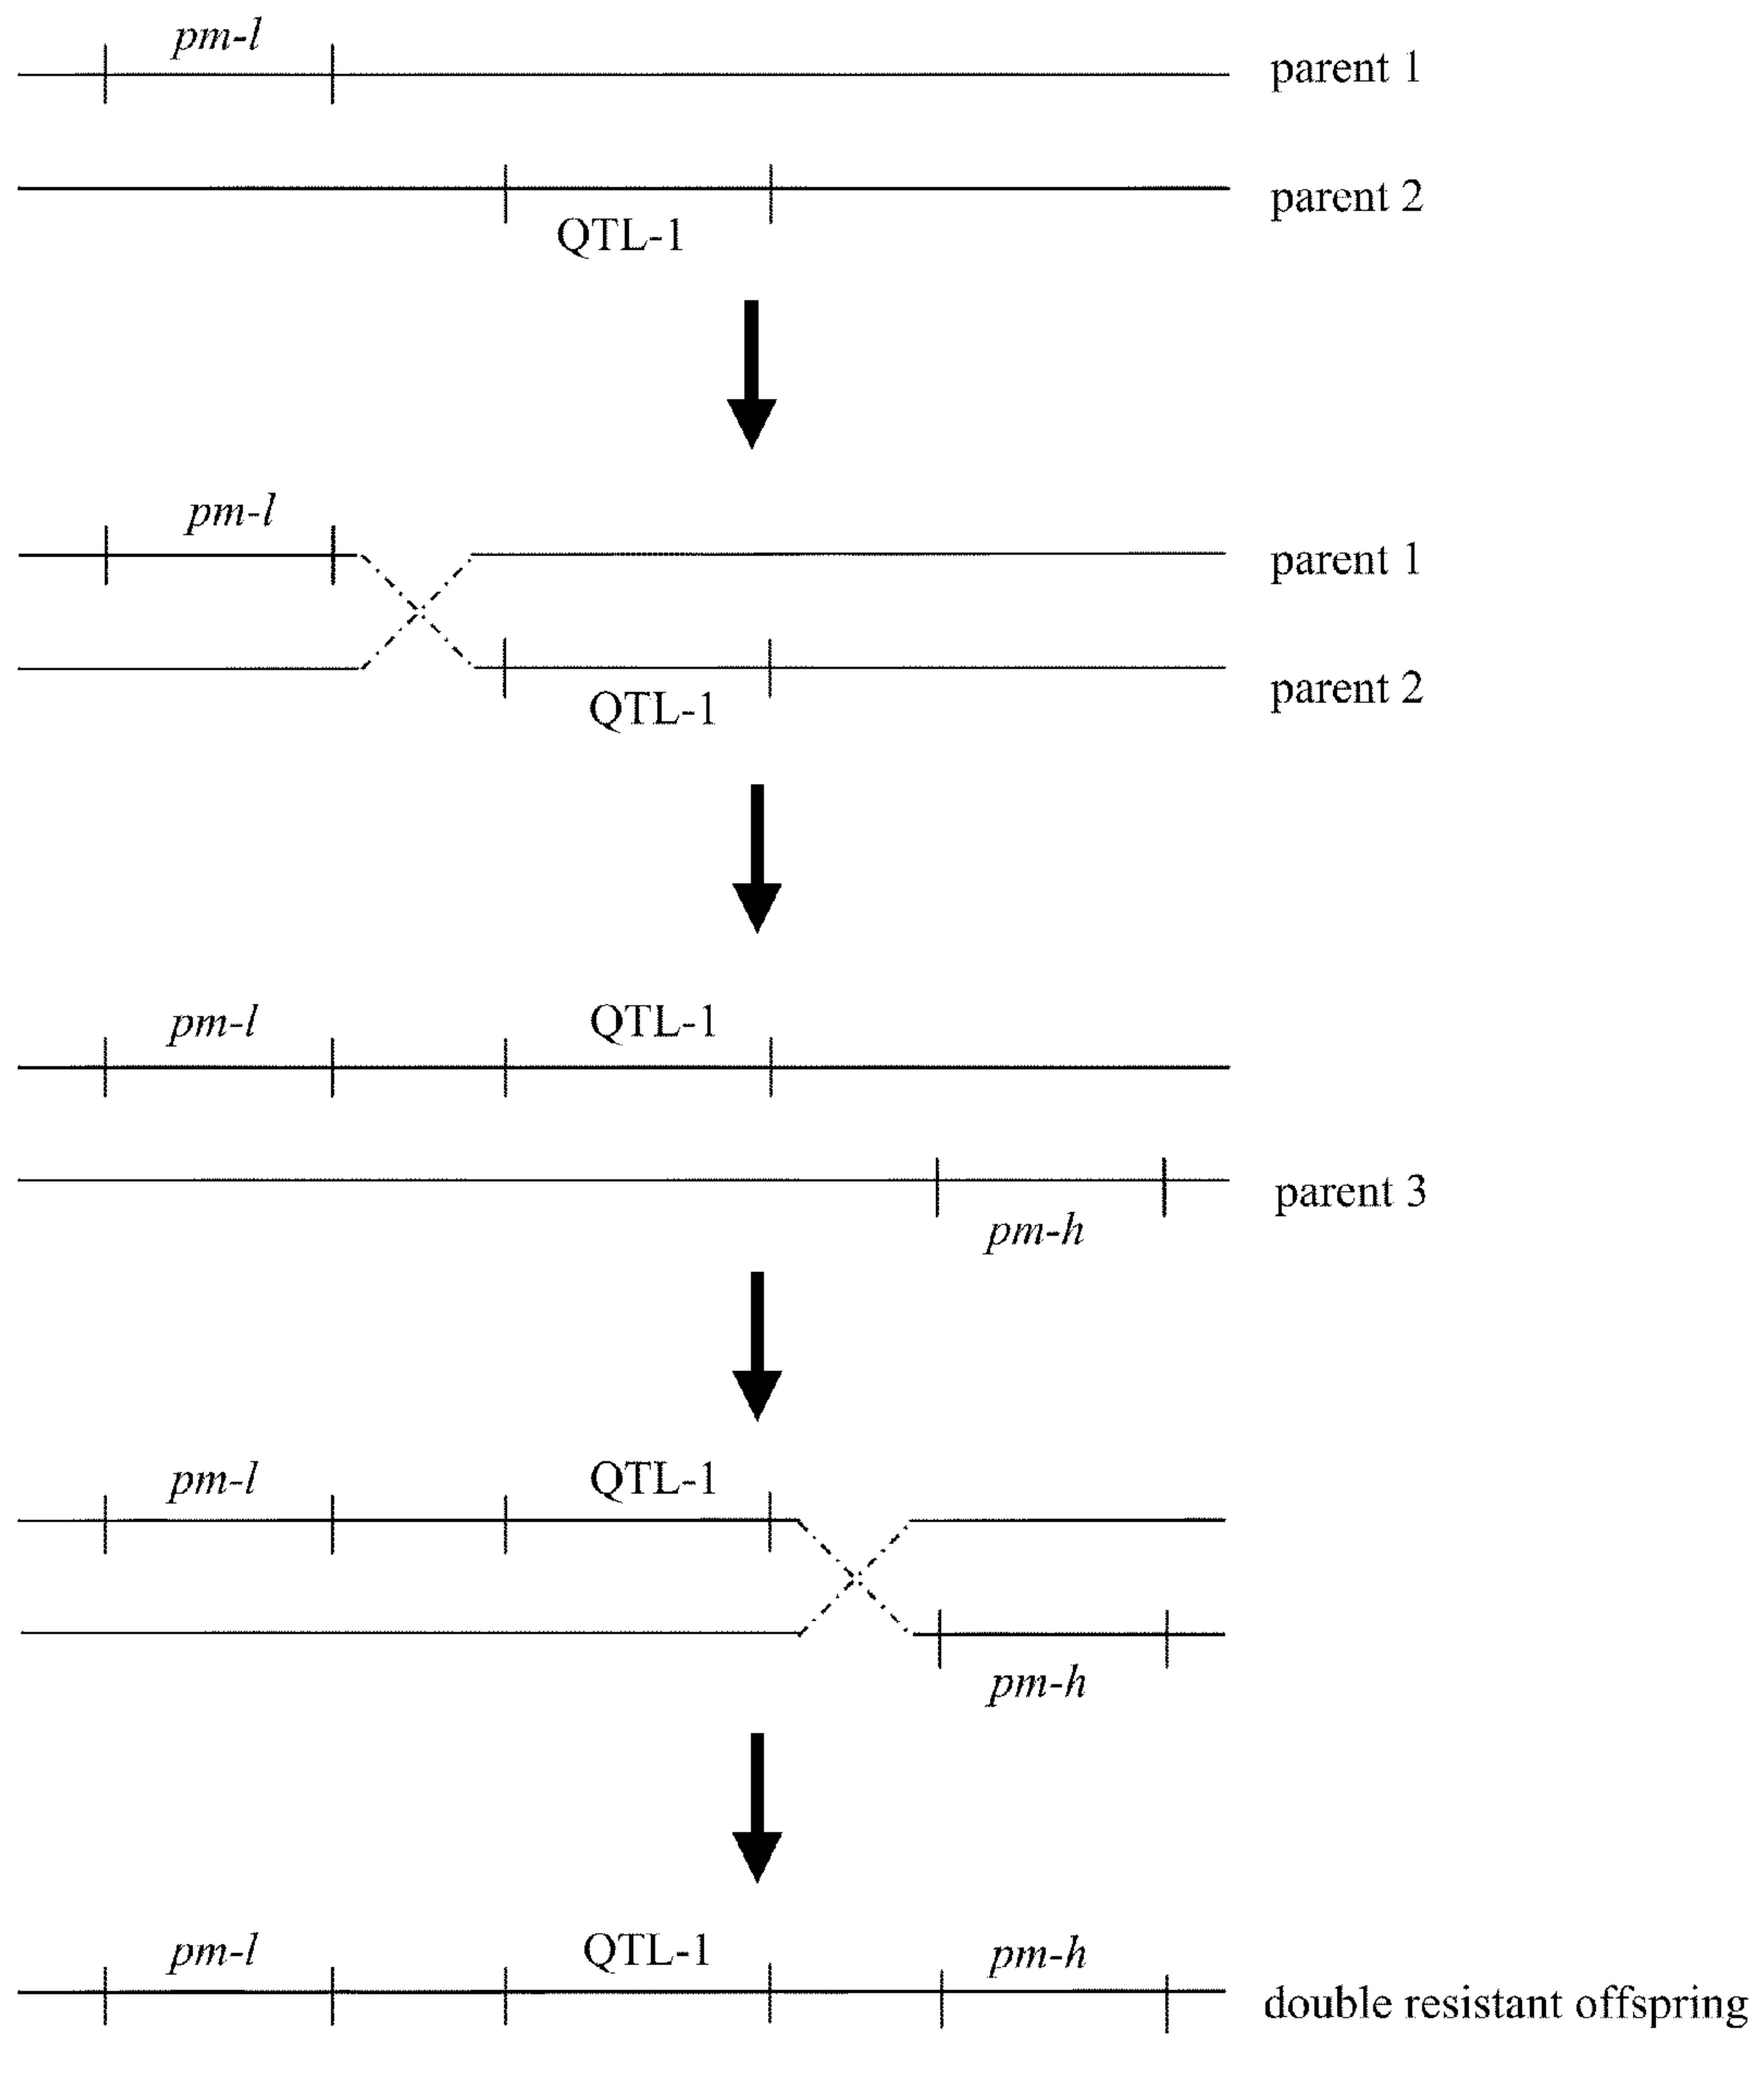 pm-l
parent 1
parent 2
QTL-1
pm-l
parent 1
parent 2
QTL-1
pm-l QTL-1
parent 3
pm-h
pm-l QTL-1
pm-h
pm-l QTL-1 pm-h
double resistant offspring